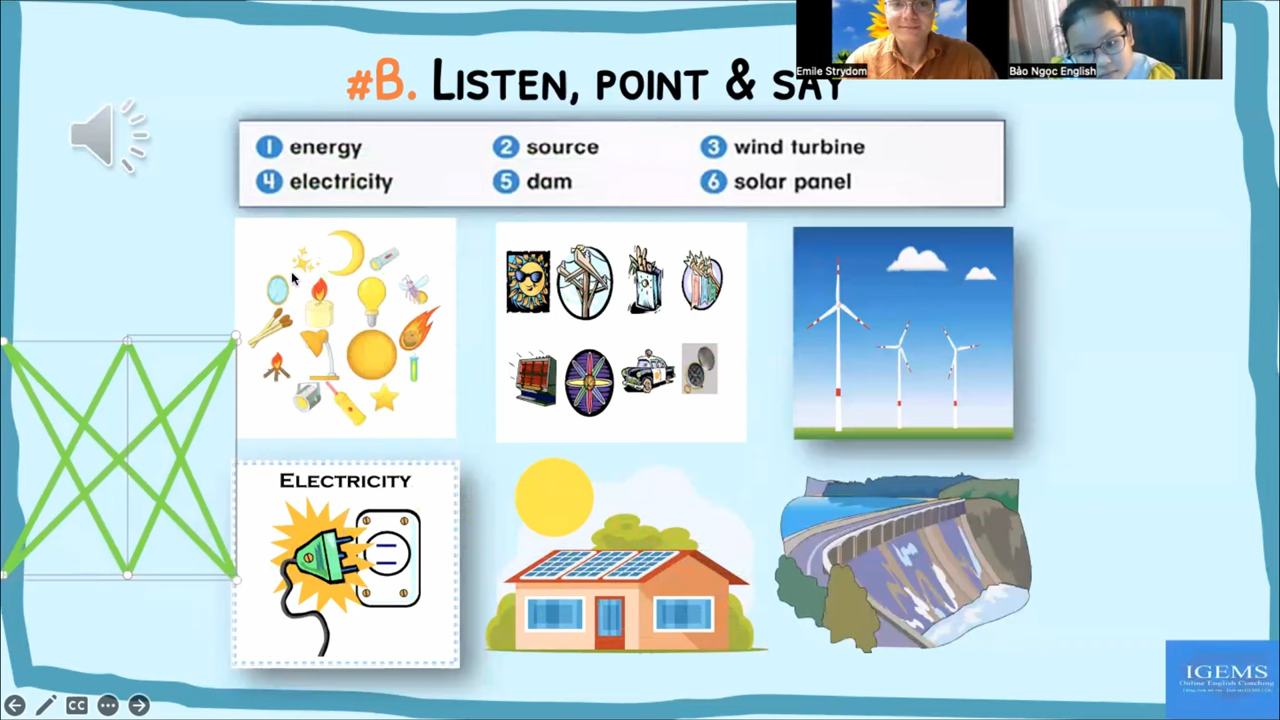 Emile Strydom
Bảo Ngọc English
#B. LISTEN, POINT & SAY
1 energy
2 source
3 wind turbine
4 electricity
5 dam
6 solar panel
ELECTRICITY
IGEMS
Online English Coaching
CC